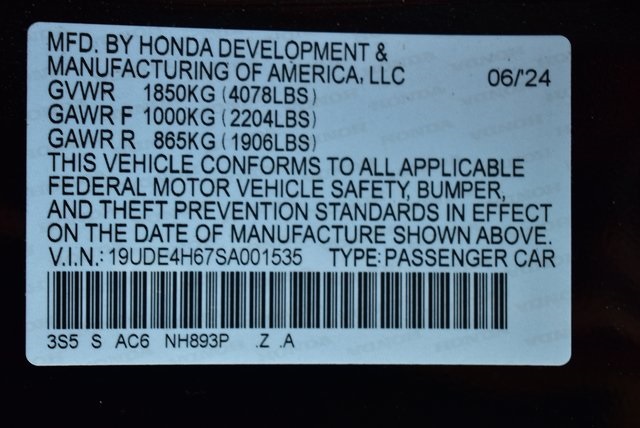 MFD. BY HONDA DEVELOPMENT &
MANUFACTURING OF AMERICA, LLC 06/'24
GVWR 1850KG (4078LBS)
GAWR F 1000KG (2204LBS)
GAWR R 865KG (1906LBS)
THIS VEHICLE CONFORMS TO ALL APPLICABLE
FEDERAL MOTOR VEHICLE SAFETY, BUMPER,
AND THEFT PREVENTION STANDARDS IN EFFECT
ON THE DATE OF MANUFACTURE SHOWN ABOVE.
V.I.N.: 19UDE4H67SA001535 TYPE: PASSENGER CAR
3S5 S AC6 NH893P .Z .A